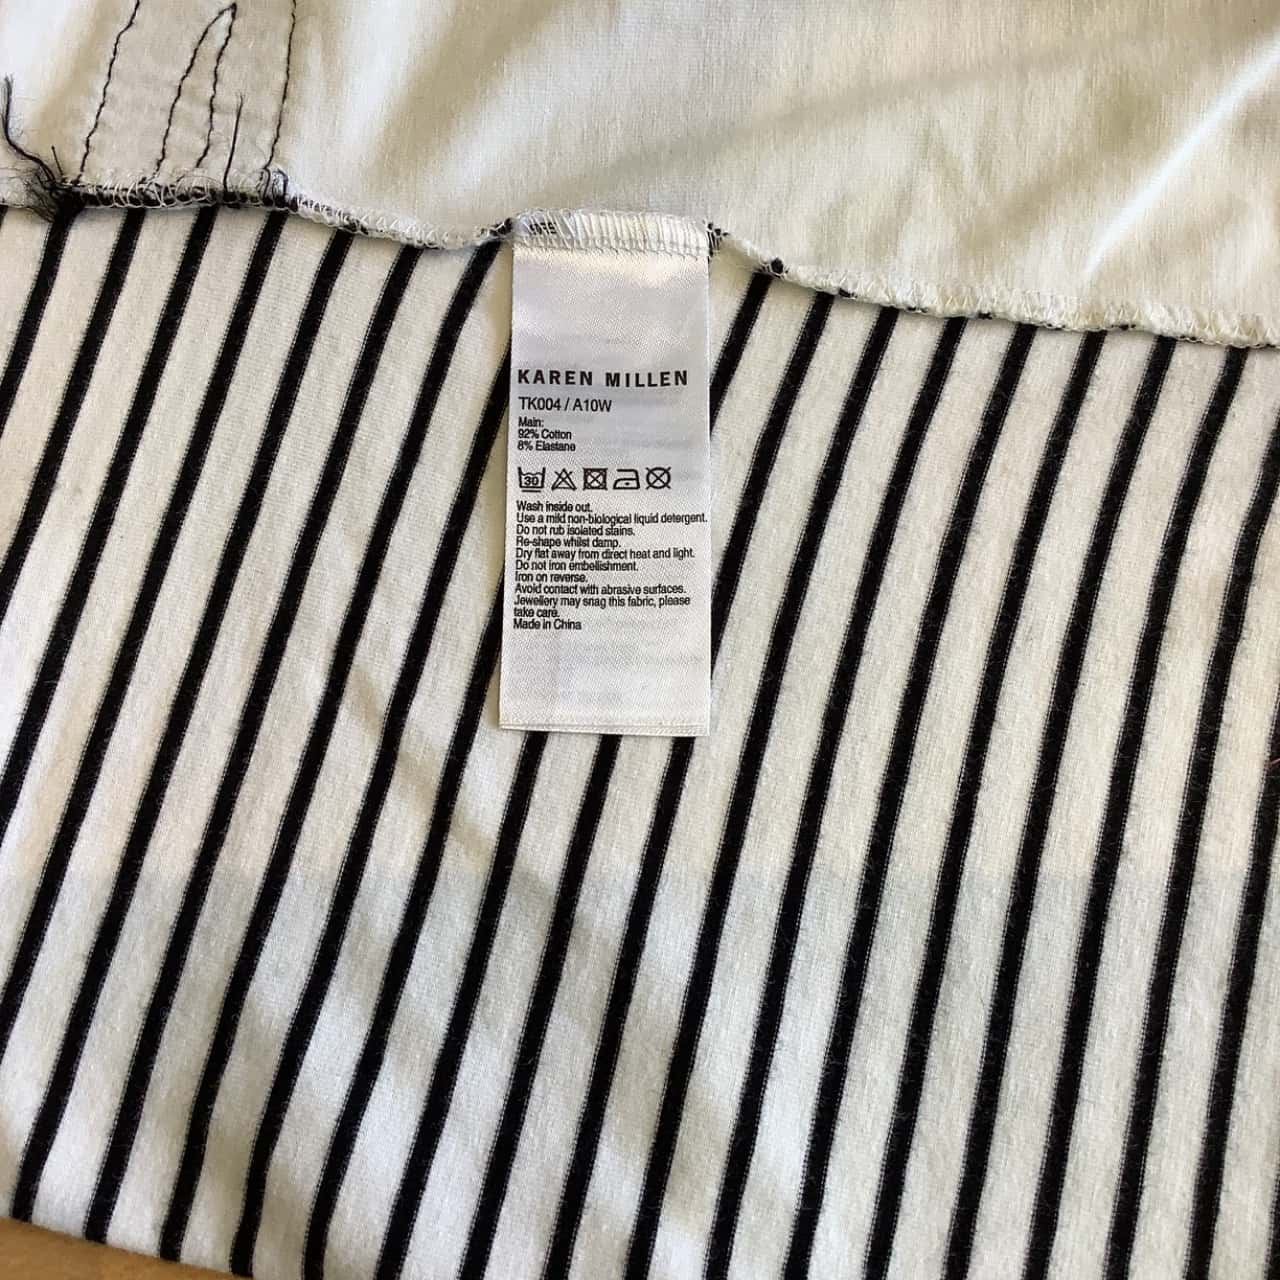 KAREN MILLEN
TK004 / A10W
Main:
92% Cotton
8% Elastane
30
Wash inside out.
Use a mild non-biological liquid detergent.
Do not rub isolated stains.
Re-shape whilst damp.
Dry flat away from direct heat and light.
Do not iron embellishment.
Iron on reverse.
Avoid contact with abrasive surfaces.
Jewellery may snag this fabric, please
take care.
Made in China